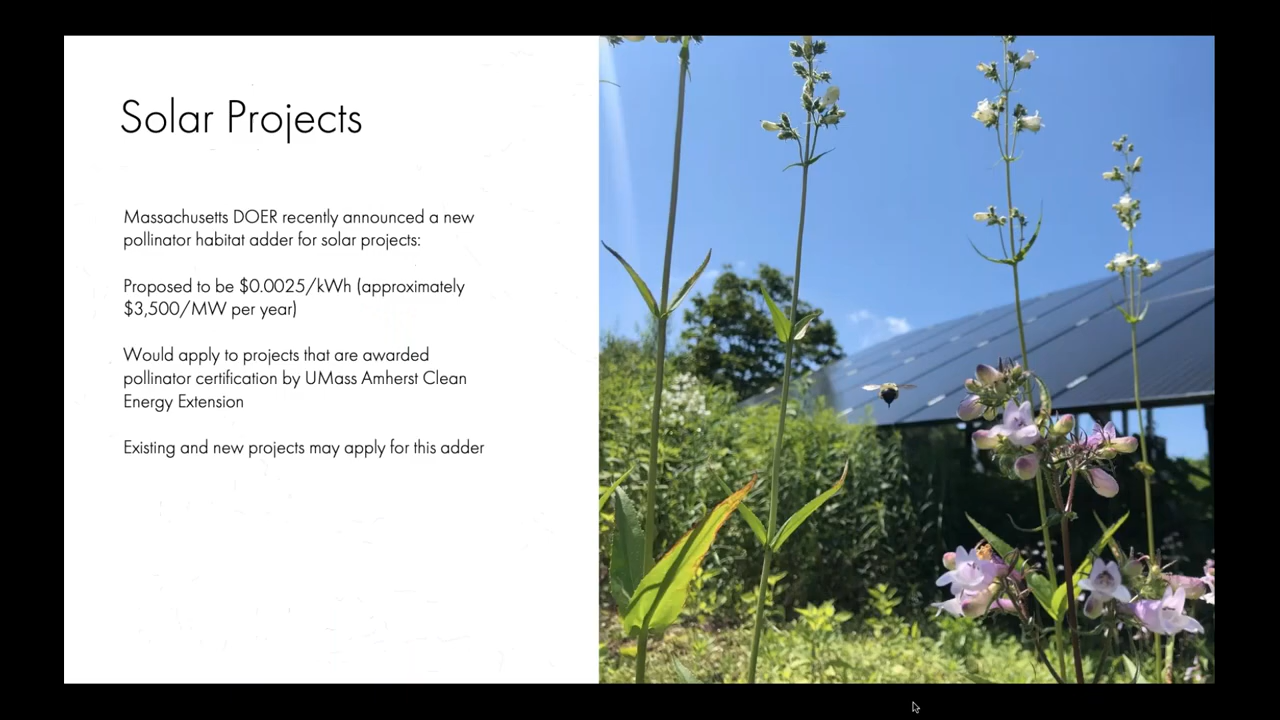 Solar Projects
Massachusetts DOER recently announced a new
pollinator habitat adder for solar projects:
Proposed to be $0.0025/kWh (approximately
$3,500/MW per year)
Would apply to projects that are awarded
pollinator certification by UMass Amherst Clean
Energy Extension
Existing and new projects may apply for this adder